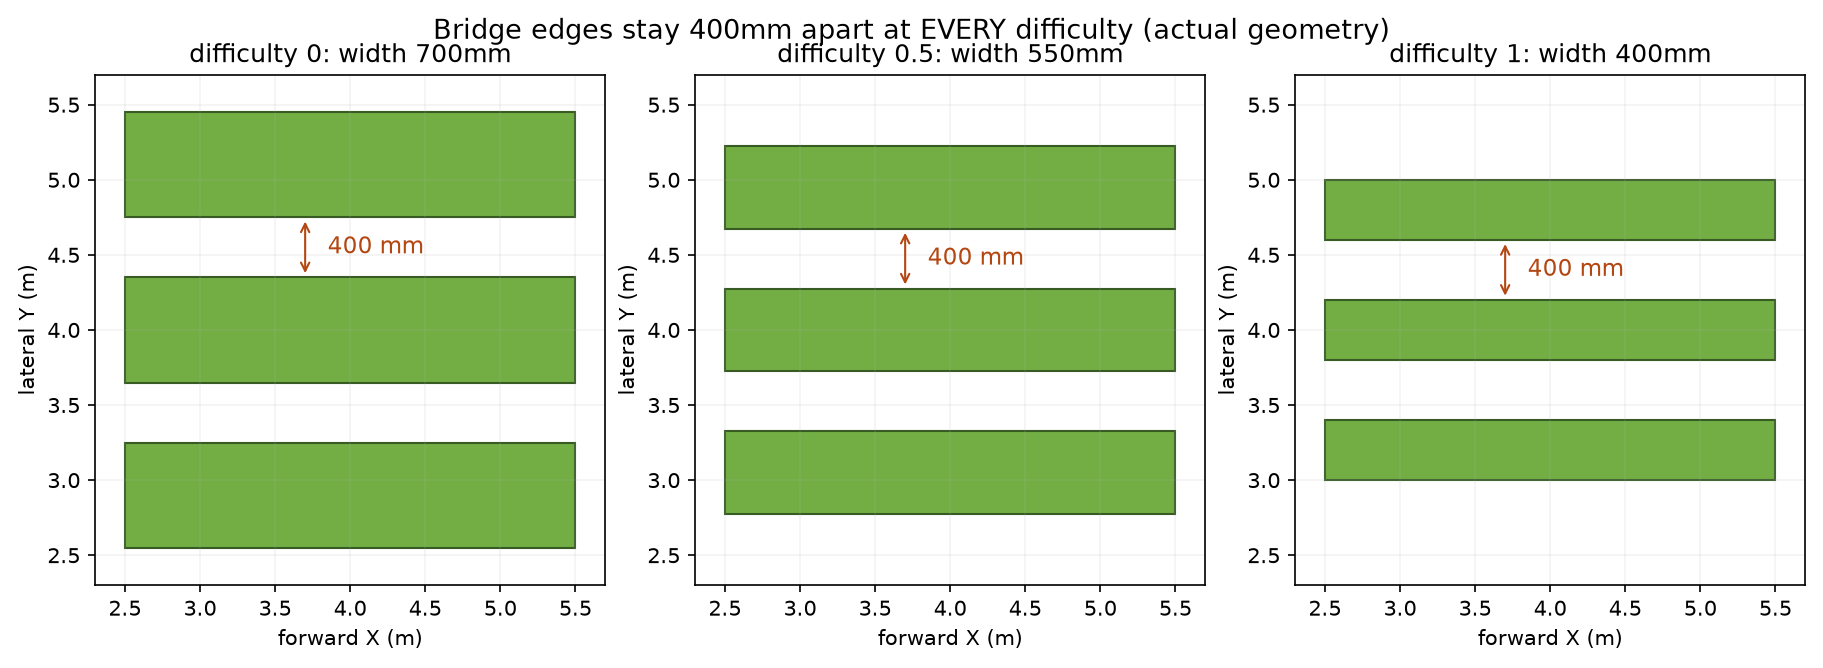 Bridge edges stay 400mm apart at EVERY difficulty (actual geometry)
difficulty 0: width 700mm
5.5
5.0
4.5
4.0
3.5
3.0
2.5
lateral Y (m)
400 mm
2.5 3.0 3.5 4.0 4.5 5.0 5.5
forward X (m)
difficulty 0.5: width 550mm
5.5
5.0
4.5
4.0
3.5
3.0
2.5
lateral Y (m)
400 mm
2.5 3.0 3.5 4.0 4.5 5.0 5.5
forward X (m)
difficulty 1: width 400mm
5.5
5.0
4.5
4.0
3.5
3.0
2.5
lateral Y (m)
400 mm
2.5 3.0 3.5 4.0 4.5 5.0 5.5
forward X (m)